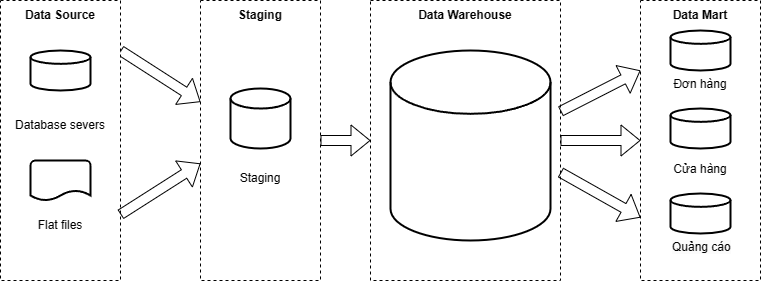 Data Source
Staging
Data Warehouse
Data Mart
Database severs
Flat files
Staging
Đơn hàng
Cửa hàng
Quảng cáo